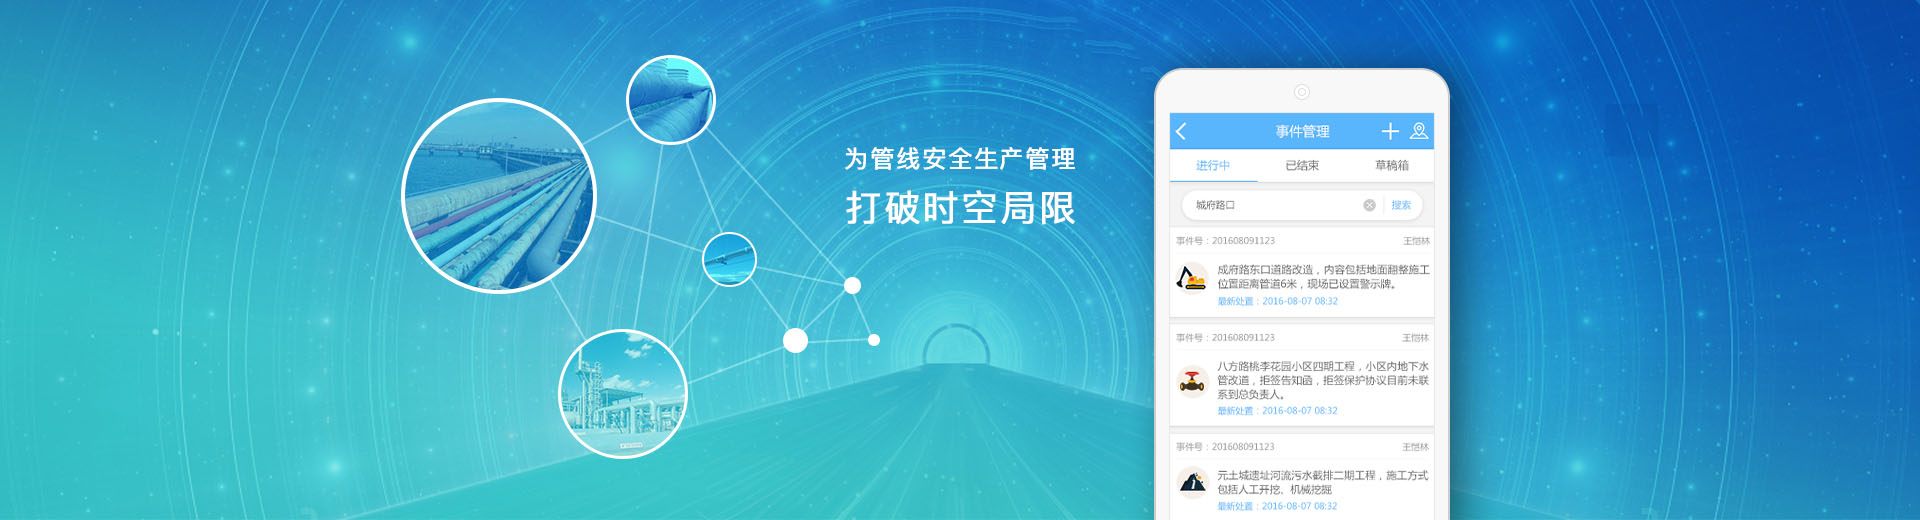 为管线安全生产管理
打破时空局限
事件管理
进行中 已结束 草稿箱
城府路口 搜索
事件号：201608091123 王恺林
成府路东口道路改造，内容包括地面翻整施工
位置距离管道6米，现场已设置警示牌。
最新处置：2016-08-07 08:32
事件号：201608091123 王恺林
八方路桃李花园小区四期工程，小区内地下水
管改道，拒签告知函，拒签保护协议目前未联
系到总负责人。
最新处置：2016-08-07 08:32
事件号：201608091123 王恺林
元土城遗址河流污水截排二期工程，施工方式
包括人工开挖、机械挖掘
最新处置：2016-08-07 08:32